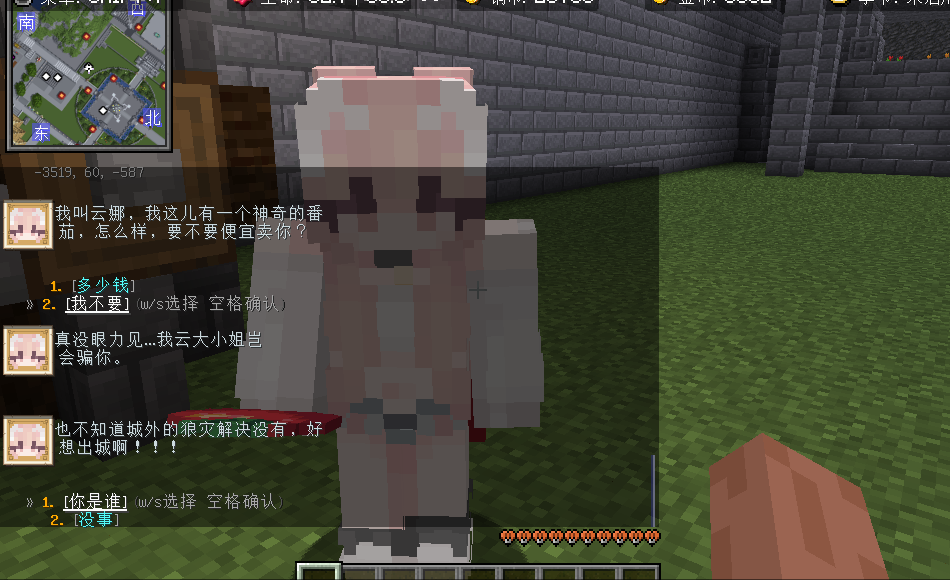 南
西
北
东
-3519, 60, -587
我叫云娜，我这儿有一个神奇的番
茄，怎么样，要不要便宜卖你？
1. [多少钱]
» 2. [我不要] (w/s选择 空格确认)
真没眼力见…我云大小姐岂
会骗你。
也不知道城外的狼灾解决没有，好
想出城啊！！！
» 1. [你是谁] (w/s选择 空格确认)
2. [没事]